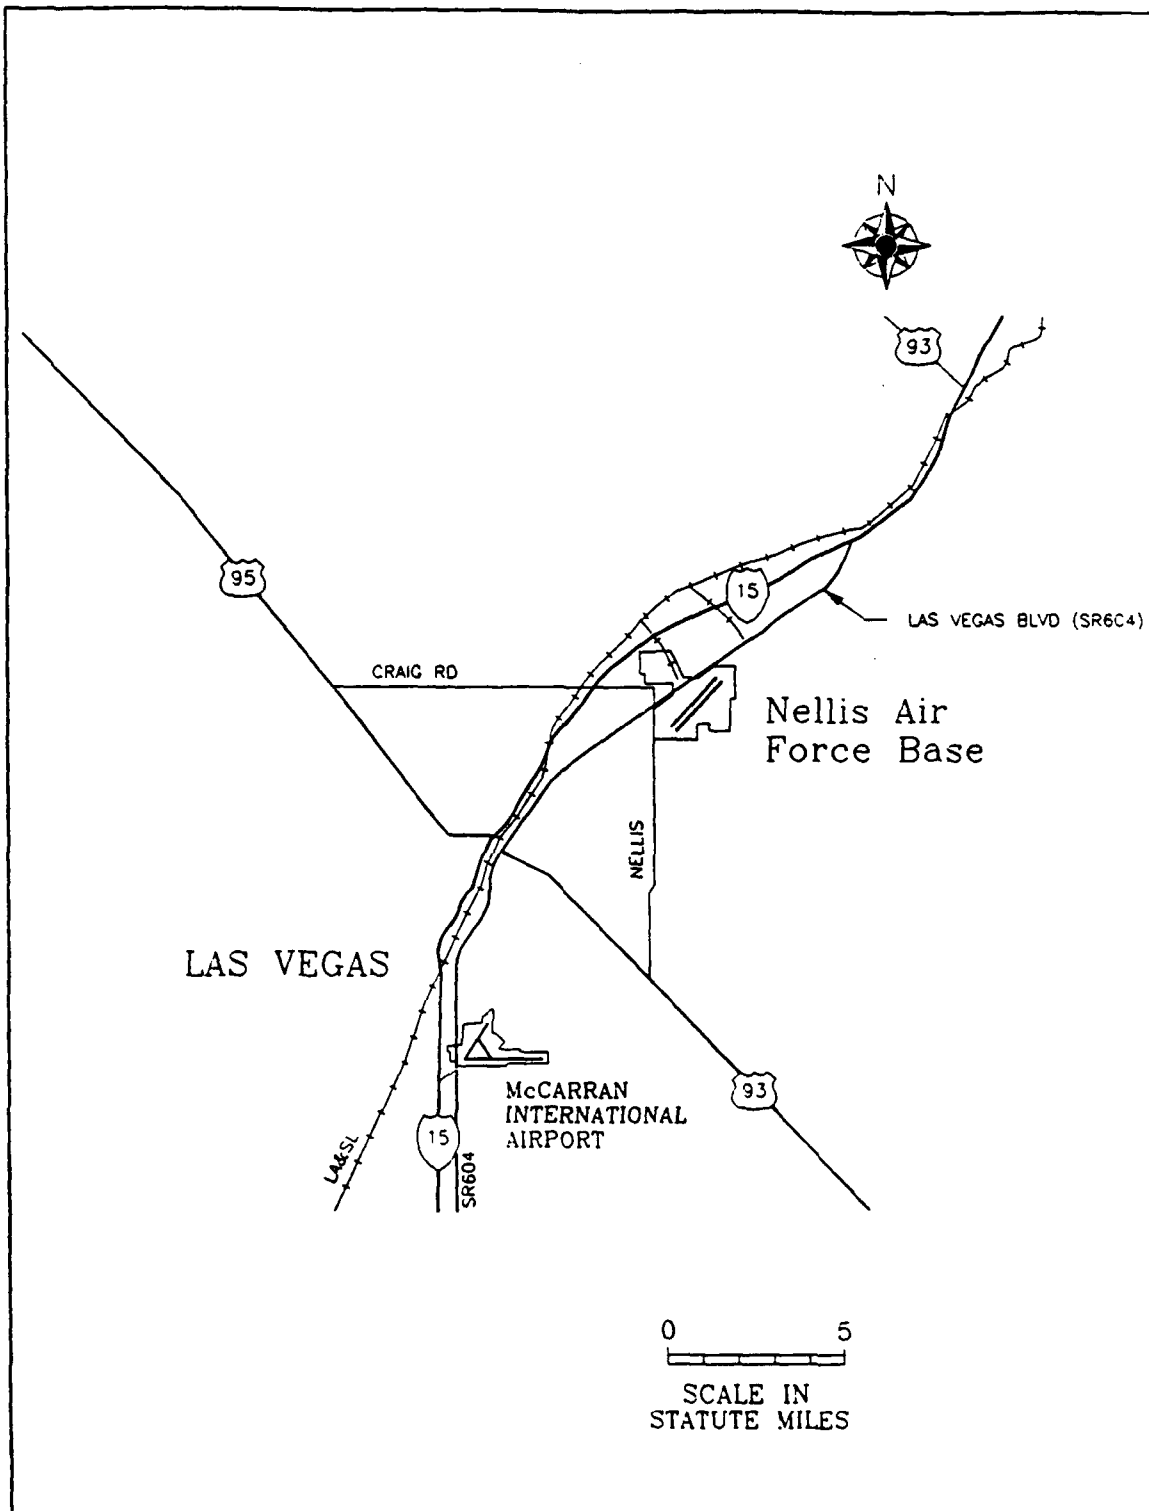 N
93
95
15
LAS VEGAS BLVD (SR6C4)
CRAIG RD
Nellis Air
Force Base
NELLIS
LAS VEGAS
McCARRAN
INTERNATIONAL
AIRPORT
93
15
LA&SL
SR604
0 5
SCALE IN
STATUTE MILES